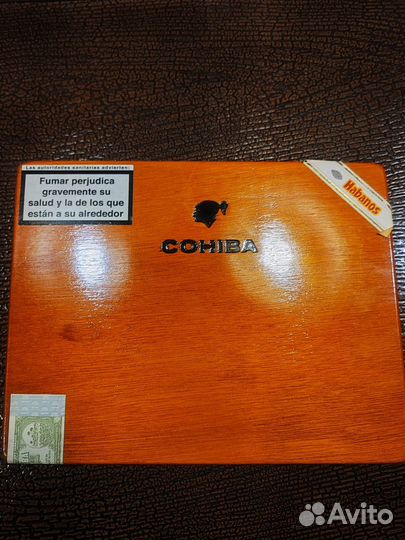 Las autoridades sanitarias advierten:
Fumar perjudica
gravemente su
salud y la de los que
están a su alrededor
Habanos
COHIBA
Avito